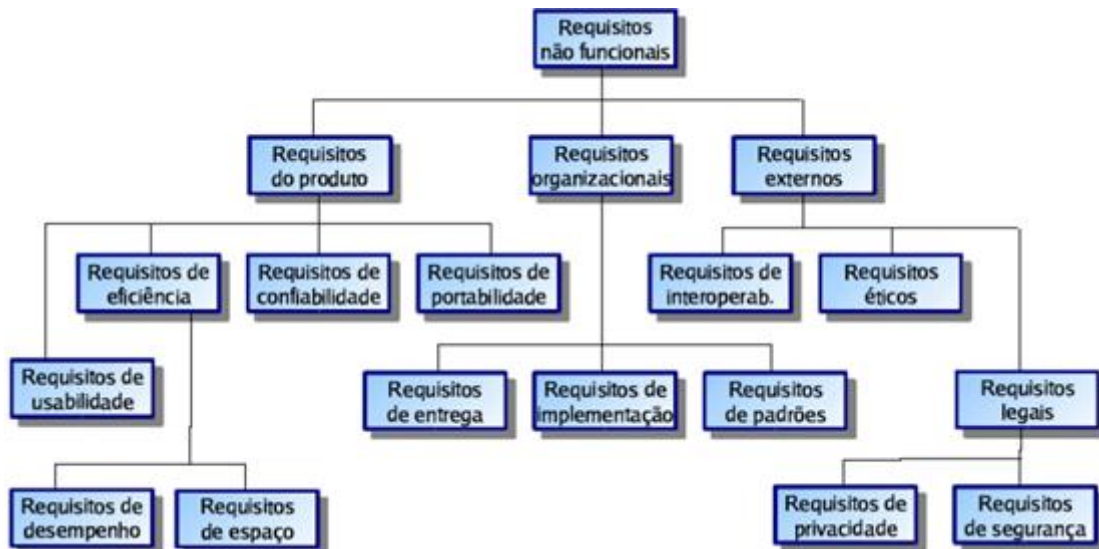 Requisitos
não funcionais
Requisitos
do produto
Requisitos
organizacionais
Requisitos
externos
Requisitos de
eficiência
Requisitos de
confiabilidade
Requisitos de
portabilidade
Requisitos de
interoperab.
Requisitos
éticos
Requisitos de
usabilidade
Requisitos
de entrega
Requisitos de
implementação
Requisitos
de padrões
Requisitos
legais
Requisitos de
desempenho
Requisitos
de espaço
Requisitos de
privacidade
Requisitos
de segurança